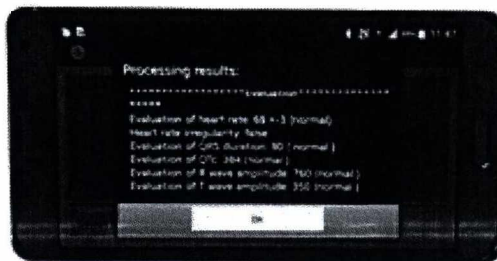 Processing results:
********************Evaluation***************
*****
Evaluation of heart rate: 68 +-3 (normal)
Heart rate irregularity: false
Evaluation of QRS duration: 80 (normal)
Evaluation of QTc: 384 (normal)
Evaluation of R wave amplitude: 760 (normal)
Evaluation of T wave amplitude: 350 (normal)
OK